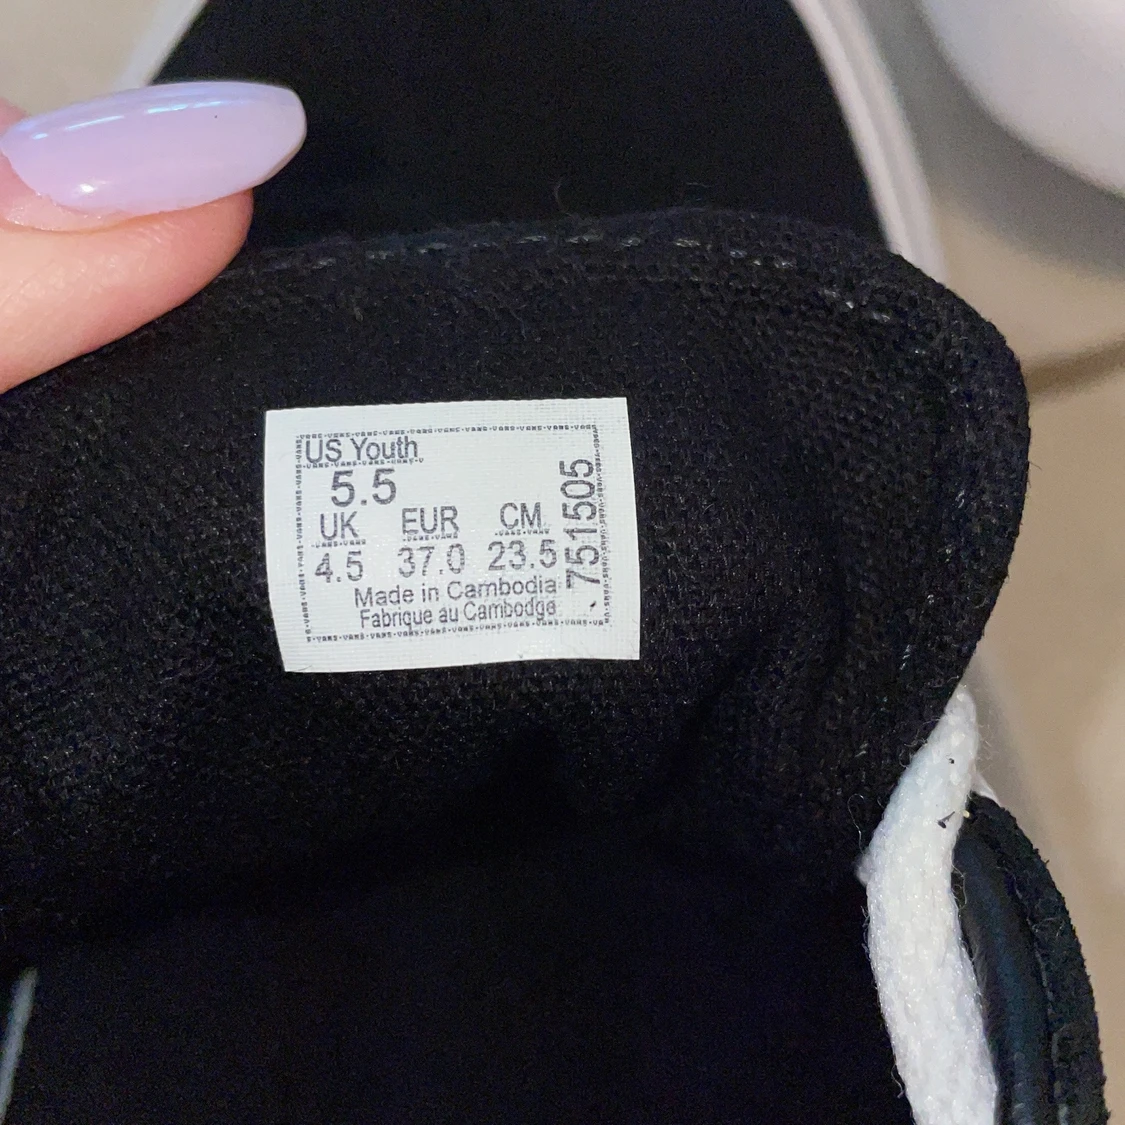 US Youth
5.5
UK EUR CM
4.5 37.0 23.5
Made in Cambodia
Fabrique au Cambodge
751505